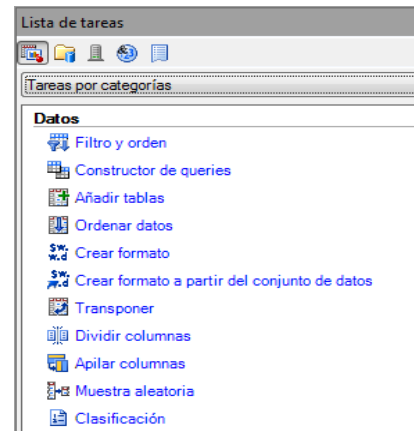 Lista de tareas
Tareas por categorías
Datos
Filtro y orden
Constructor de queries
Añadir tablas
Ordenar datos
Crear formato
Crear formato a partir del conjunto de datos
Transponer
Dividir columnas
Apilar columnas
Muestra aleatoria
Clasificación